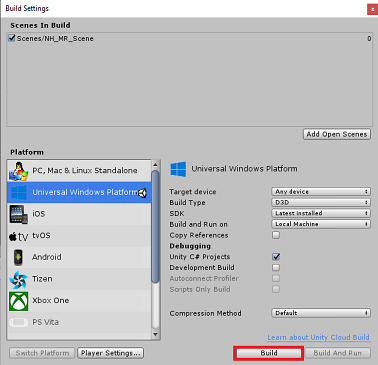 Build Settings
x
Scenes In Build
Scenes/NH_MR_Scene 0
Add Open Scenes
Platform
PC, Mac & Linux Standalone
Universal Windows Platform
iOS
tv tvOS
Android
Tizen
Xbox One
PS Vita
Universal Windows Platform
Target device Any device
Build Type D3D
SDK Latest installed
Build and Run on Local Machine
Copy References
Debugging
Unity C# Projects
Development Build
Autoconnect Profiler
Scripts Only Build
Compression Method Default
Learn about Unity Cloud Build
Switch Platform Player Settings... Build Build And Run